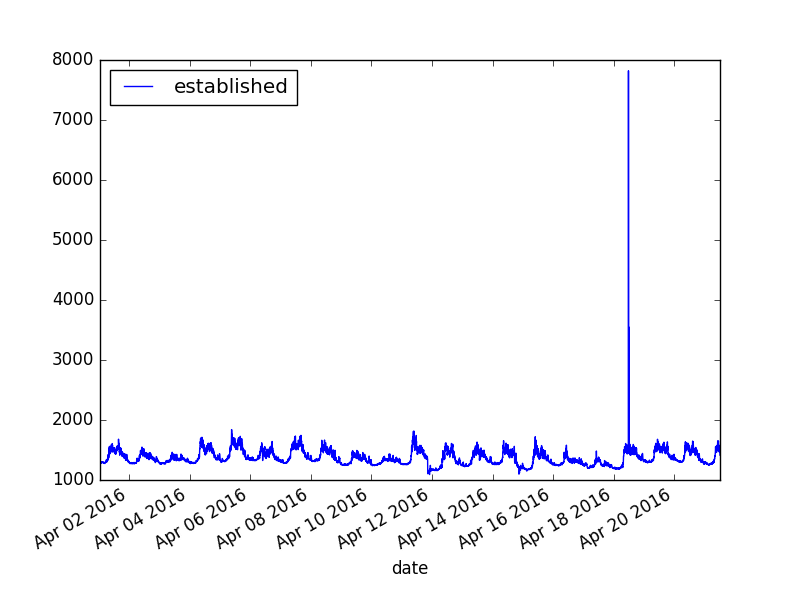 established
8000
7000
6000
5000
4000
3000
2000
1000
Apr 02 2016
Apr 04 2016
Apr 06 2016
Apr 08 2016
Apr 10 2016
Apr 12 2016
Apr 14 2016
Apr 16 2016
Apr 18 2016
Apr 20 2016
date